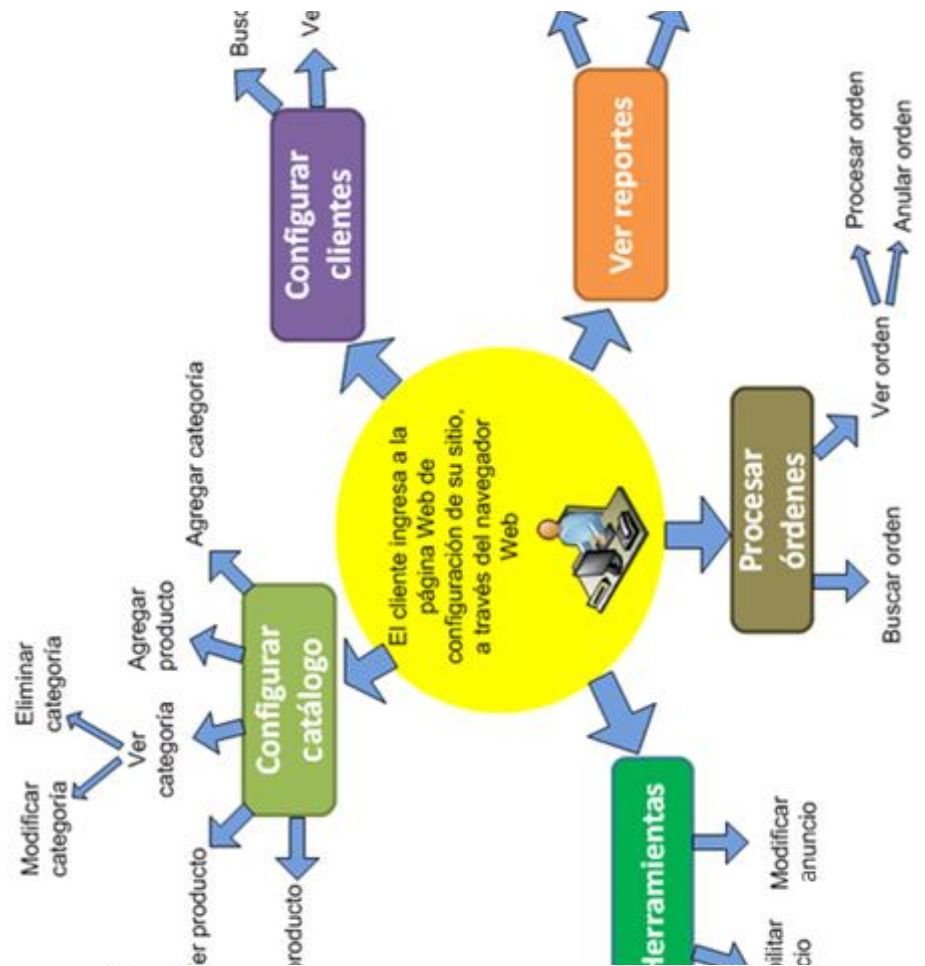 El cliente ingresa a la
página Web de
configuración de su sitio,
a través del navegador
Web
Configurar
catálogo
Agregar categoría
Agregar
producto
Ver
categoría
Eliminar
categoría
Modificar
categoría
producto
Configurar
clientes
Ver reportes
Procesar
órdenes
Buscar orden
Ver orden
Procesar orden
Anular orden
Herramientas
Modificar
anuncio